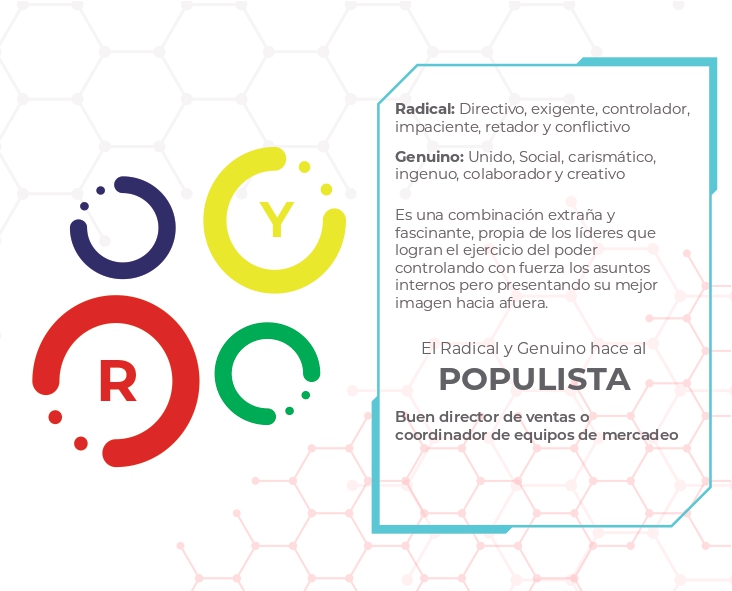 Y
R
Radical: Directivo, exigente, controlador,
impaciente, retador y conflictivo
Genuino: Unido, Social, carismático,
ingenuo, colaborador y creativo
Es una combinación extraña y
fascinante, propia de los líderes que
logran el ejercicio del poder
controlando con fuerza los asuntos
internos pero presentando su mejor
imagen hacia afuera.
El Radical y Genuino hace al
POPULISTA
Buen director de ventas o
coordinador de equipos de mercadeo